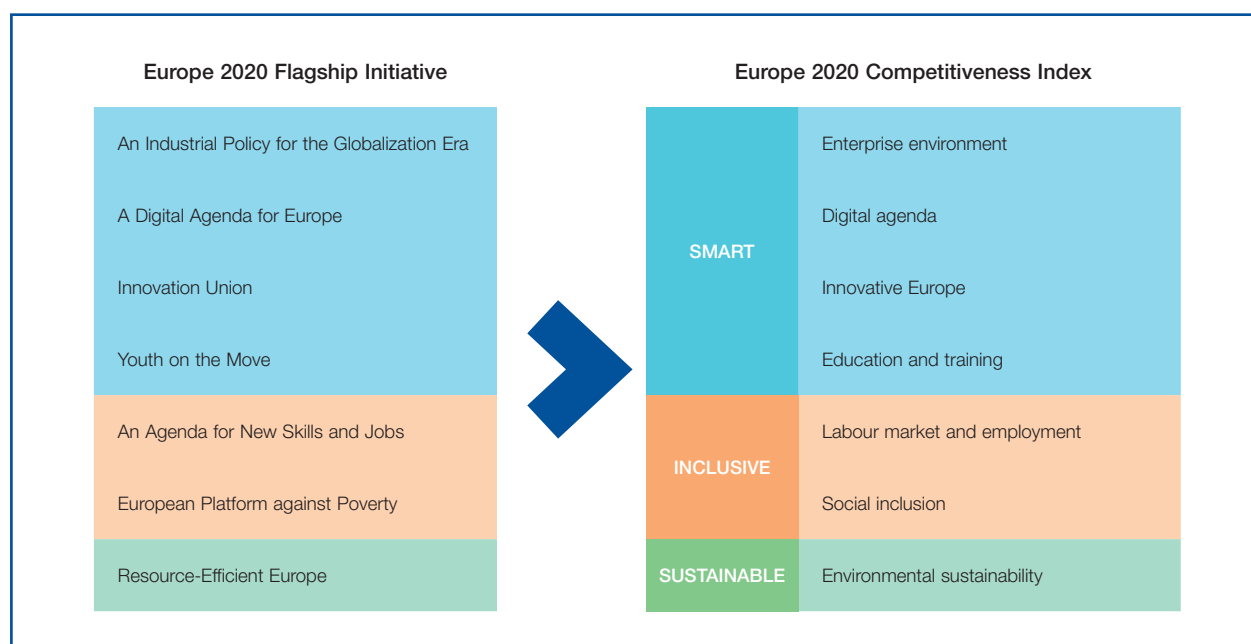 Europe 2020 Flagship Initiative
An Industrial Policy for the Globalization Era
A Digital Agenda for Europe
Innovation Union
Youth on the Move
An Agenda for New Skills and Jobs
European Platform against Poverty
Resource-Efficient Europe
Europe 2020 Competitiveness Index
SMART
Enterprise environment
Digital agenda
Innovative Europe
Education and training
INCLUSIVE
Labour market and employment
Social inclusion
SUSTAINABLE
Environmental sustainability